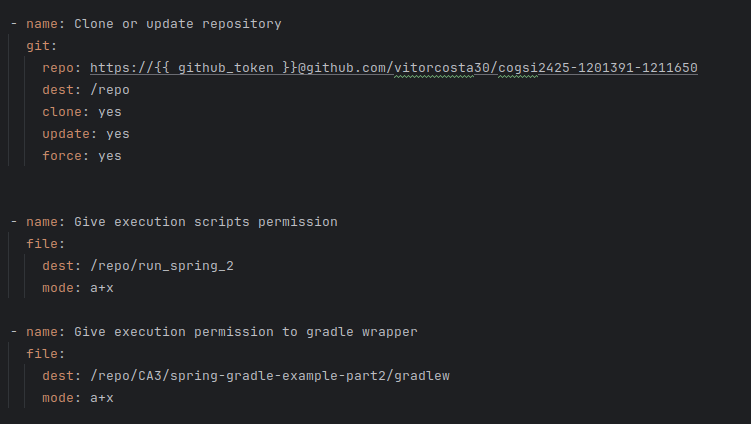 - name: Clone or update repository
git:
repo: https://{{ github_token }}@github.com/vitorcosta30/cogsi2425-1201391-1211650
dest: /repo
clone: yes
update: yes
force: yes
- name: Give execution scripts permission
file:
dest: /repo/run_spring_2
mode: a+x
- name: Give execution permission to gradle wrapper
file:
dest: /repo/CA3/spring-gradle-example-part2/gradlew
mode: a+x